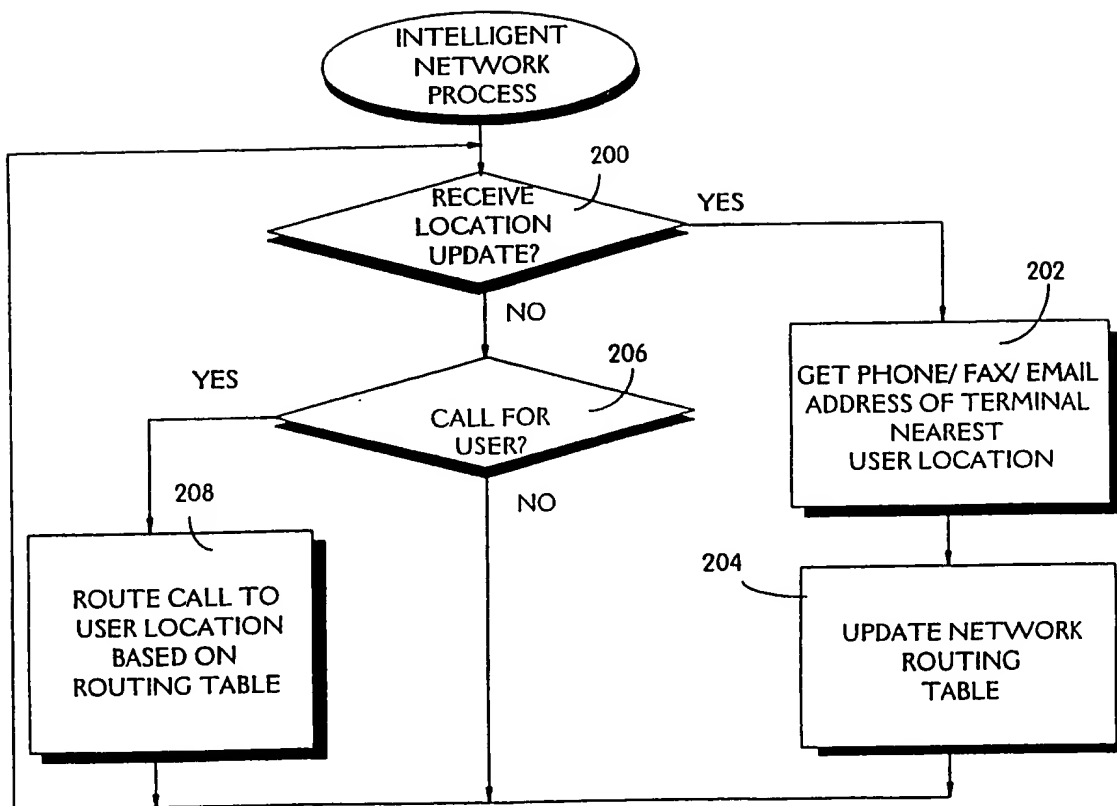 INTELLIGENT
NETWORK
PROCESS
200
RECEIVE
LOCATION
UPDATE?
YES
NO
202
GET PHONE/ FAX/ EMAIL
ADDRESS OF TERMINAL
NEAREST
USER LOCATION
206
YES
CALL FOR
USER?
NO
208
ROUTE CALL TO
USER LOCATION
BASED ON
ROUTING TABLE
204
UPDATE NETWORK
ROUTING
TABLE